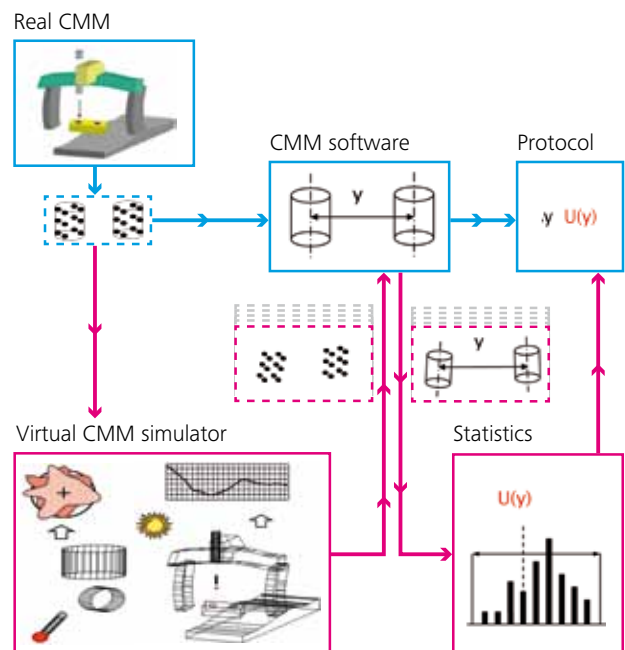 Real CMM
CMM software
Protocol
y
y U(y)
y
Virtual CMM simulator
Statistics
U(y)